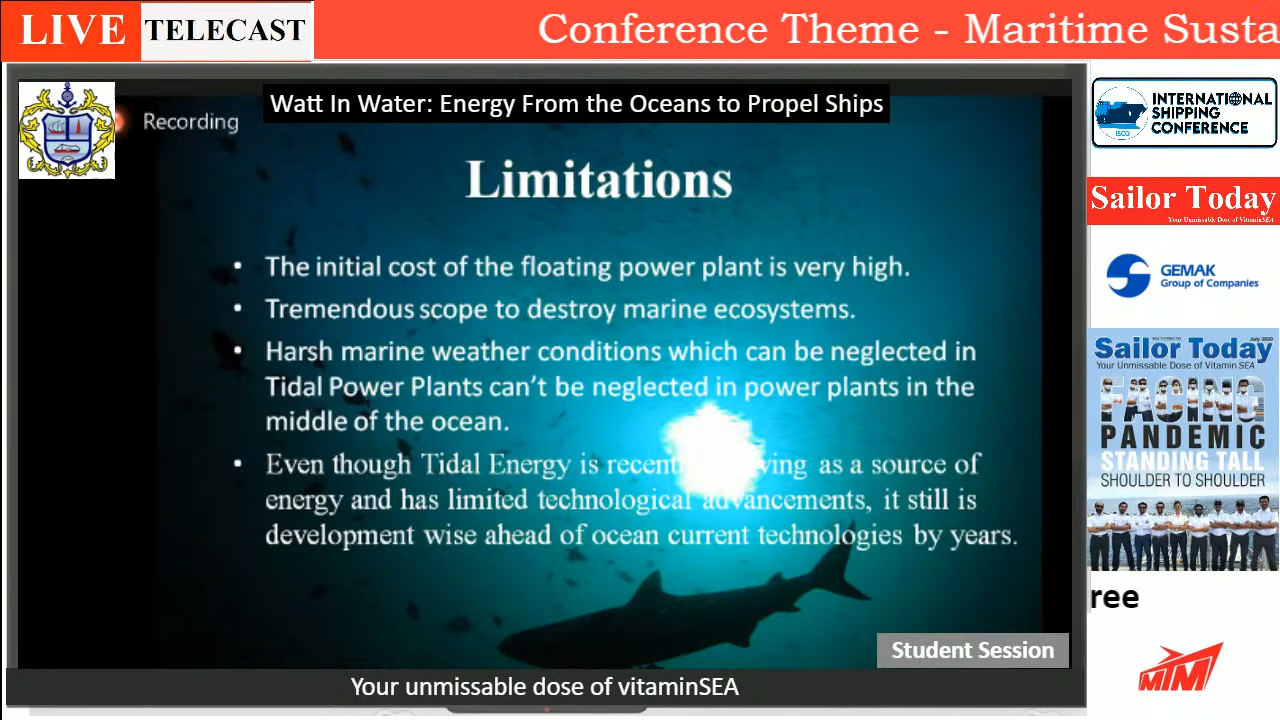 LIVE TELECAST
Conference Theme - Maritime Susta
Watt In Water: Energy From the Oceans to Propel Ships
Recording
Limitations
• The initial cost of the floating power plant is very high.
• Tremendous scope to destroy marine ecosystems.
• Harsh marine weather conditions which can be neglected in
Tidal Power Plants can't be neglected in power plants in the
middle of the ocean.
• Even though Tidal Energy is as a source of
energy and has limited technological advancements, it still is
development wise ahead of ocean current technologies by years.
Student Session
Your unmissable dose of vitaminSEA
INTERNATIONAL
SHIPPING
CONFERENCE
ISCO
Sailor Today
Your Unmissable Dose of VitaminSEA
GEMAK
Group of Companies
July 2020
Sailor Today
Your Unmissable Dose of Vitamin SEA
FACING
PANDEMIC
STANDING TALL
SHOULDER TO SHOULDER
ree
MTM